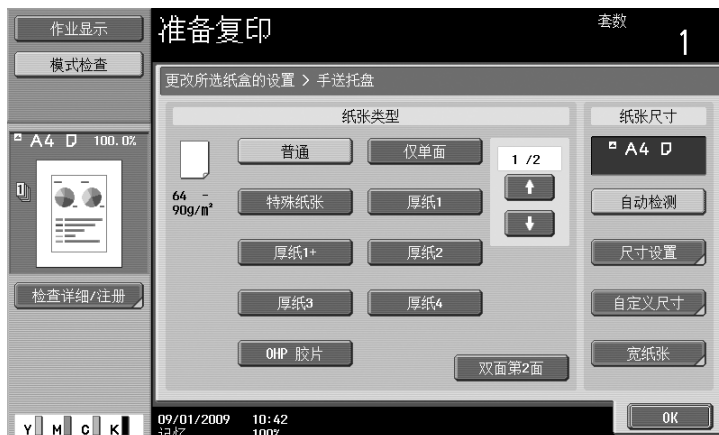 作业显示
模式检查
准备复印
套数
1
更改所选纸盒的设置 > 手送托盘
纸张类型
纸张尺寸
A4 100.0%
普通
仅单面
1 /2
A4
64 -
90g/m²
特殊纸张
厚纸1
自动检测
厚纸1+
厚纸2
尺寸设置
检查详细/注册
厚纸3
厚纸4
自定义尺寸
OHP 胶片
双面第2面
宽纸张
OK
Y M C K
09/01/2009 10:42
记忆 100%